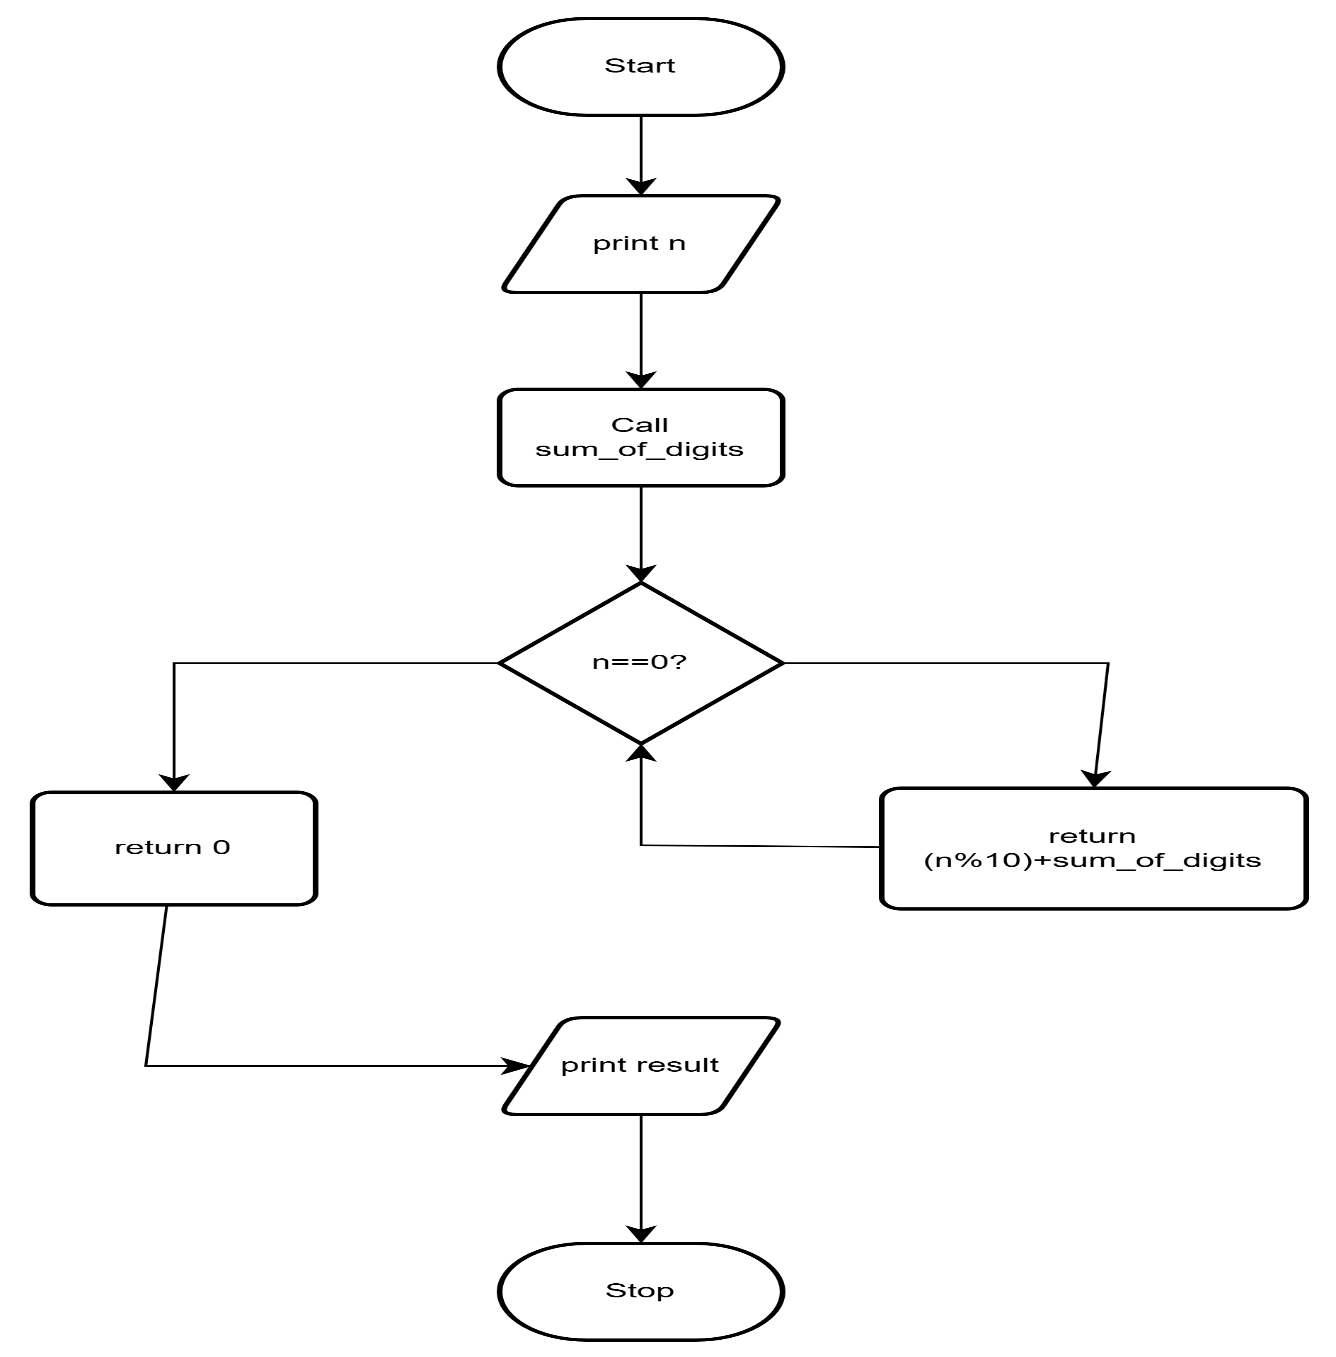 Start
print n
Call
sum_of_digits
n==0?
return 0
return
(n%10)+sum_of_digits
print result
Stop